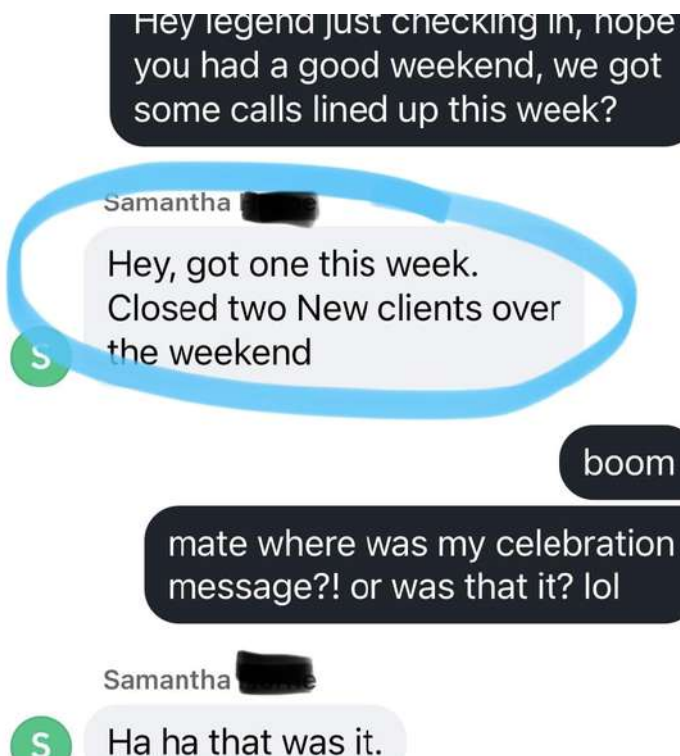 Hey legend just checking in, hope
you had a good weekend, we got
some calls lined up this week?
Samantha
Hey, got one this week.
Closed two New clients over
the weekend
S
boom
mate where was my celebration
message?! or was that it? lol
Samantha
Ha ha that was it.
S